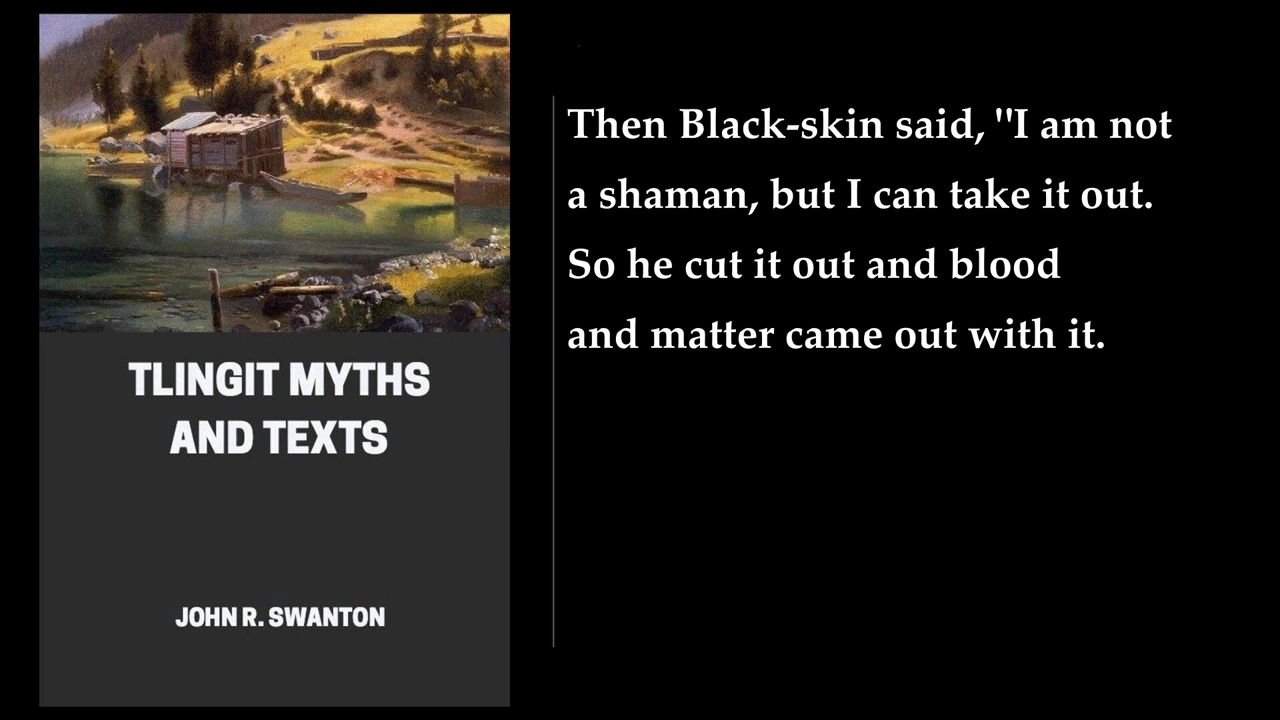 TLINGIT MYTHS
AND TEXTS
JOHN R. SWANTON
Then Black-skin said, "I am not
a shaman, but I can take it out.
So he cut it out and blood
and matter came out with it.